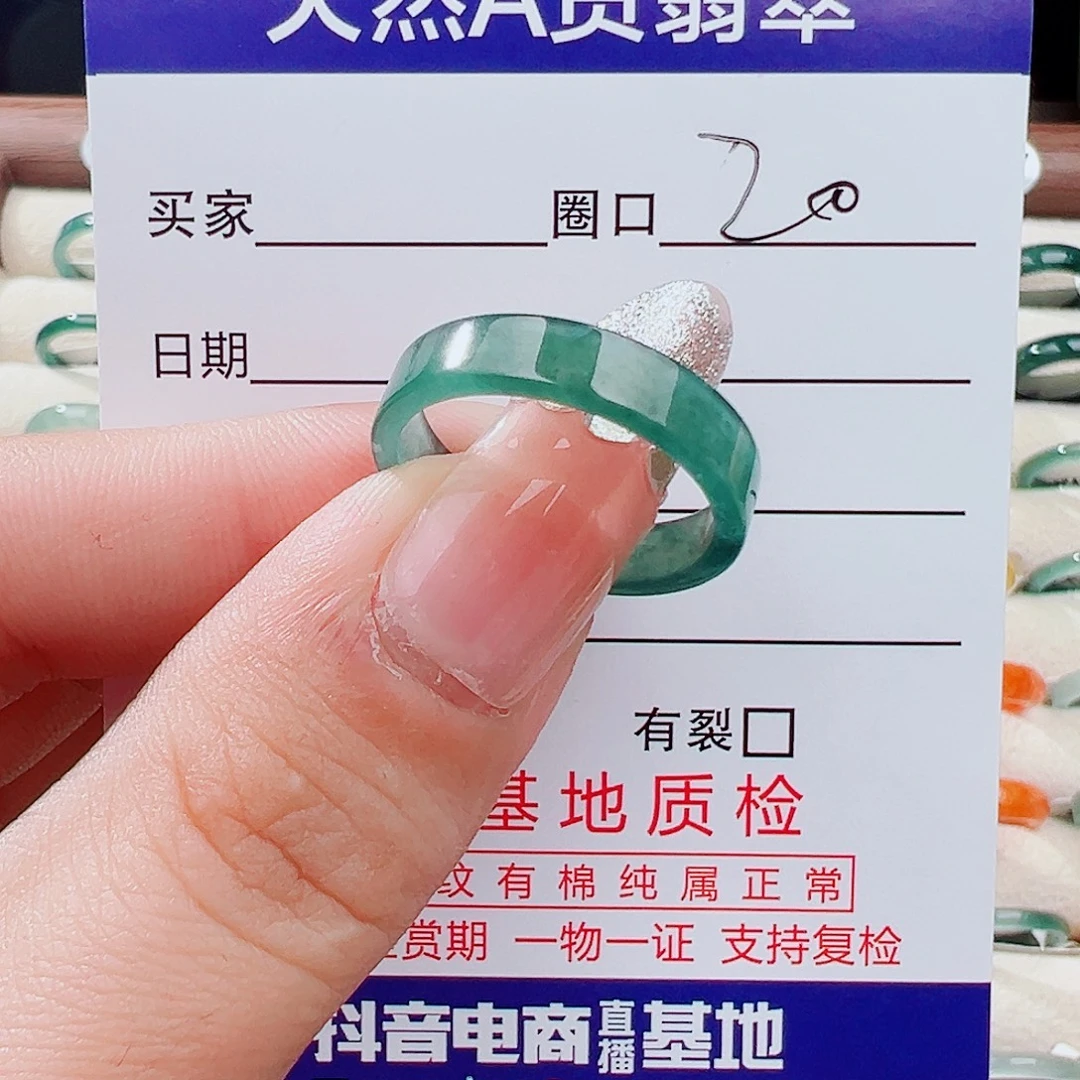 天然A货翡翠
买家 圈口 20
日期
有裂□
基地质检
纹有棉纯属正常
赏期 一物一证 支持复检
抖音电商直播基地